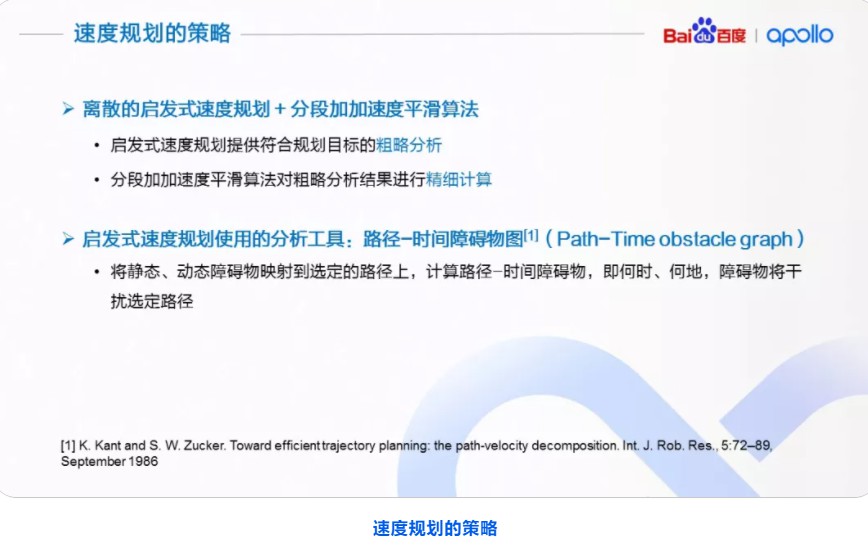 速度规划的策略
Bai du 百度 | apollo
➢ 离散的启发式速度规划 + 分段加加速度平滑算法
• 启发式速度规划提供符合规划目标的粗略分析
• 分段加加速度平滑算法对粗略分析结果进行精细计算
➢ 启发式速度规划使用的分析工具：路径-时间障碍物图[1]（Path-Time obstacle graph）
• 将静态、动态障碍物映射到选定的路径上，计算路径-时间障碍物，即何时、何地，障碍物将干
扰选定路径
[1] K. Kant and S. W. Zucker. Toward efficient trajectory planning: the path-velocity decomposition. Int. J. Rob. Res., 5:72–89,
September 1986
速度规划的策略